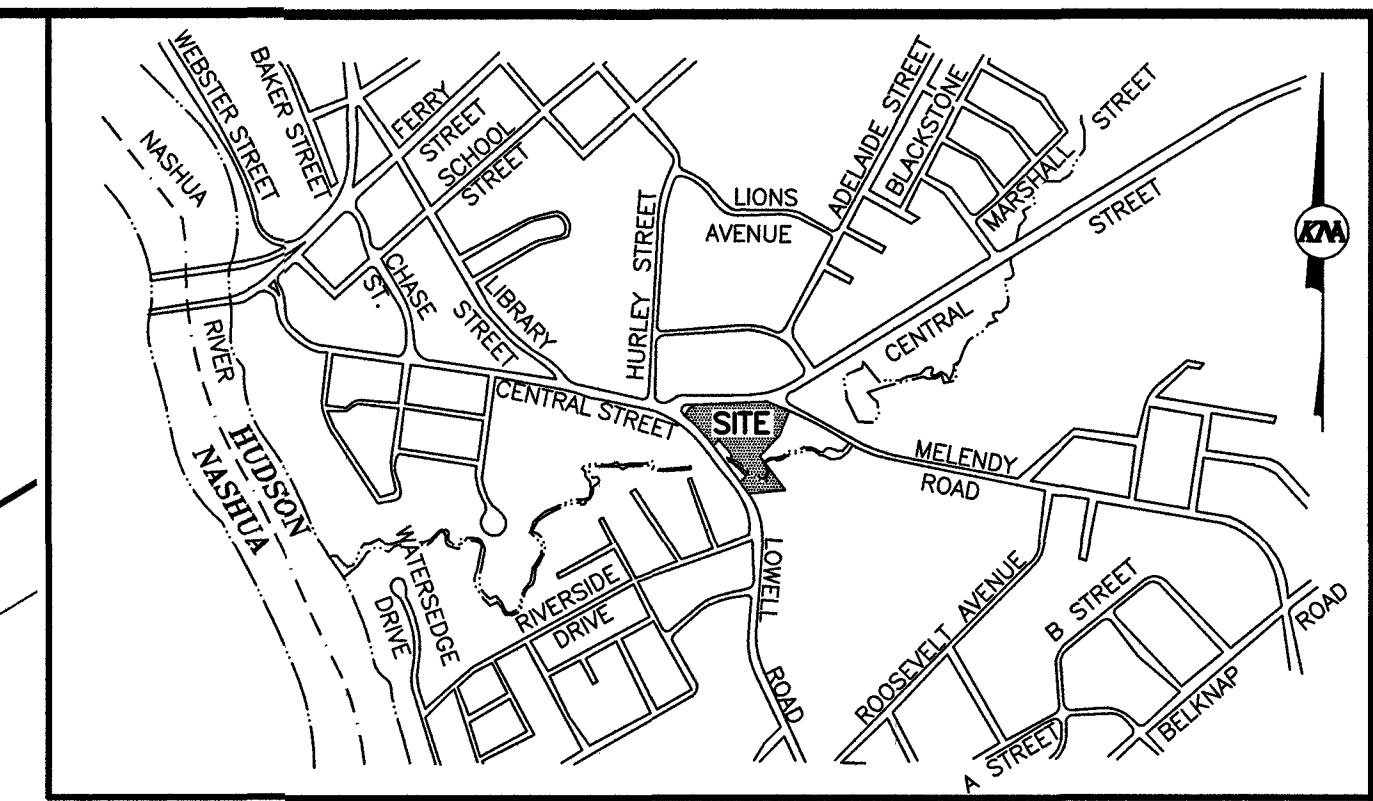 WEBSTER STREET
BAKER STREET
FERRY
STREET
SCHOOL
STREET
ADELAIDE STREET
BLACKSTONE
STREET
MARSHALL
STREET
NASHUA
RIVER
LIONS
AVENUE
HURLEY STREET
CHASE
ST.
LIBRARY
STREET
CENTRAL
KNA
CENTRAL STREET
SITE
MELENDY
ROAD
HUDSON
NASHUA
WATERSEDGE
DRIVE
RIVERSIDE
DRIVE
LOWELL
ROAD
ROOSEVELT AVENUE
B STREET
ROAD
BELKNAP
A STREET